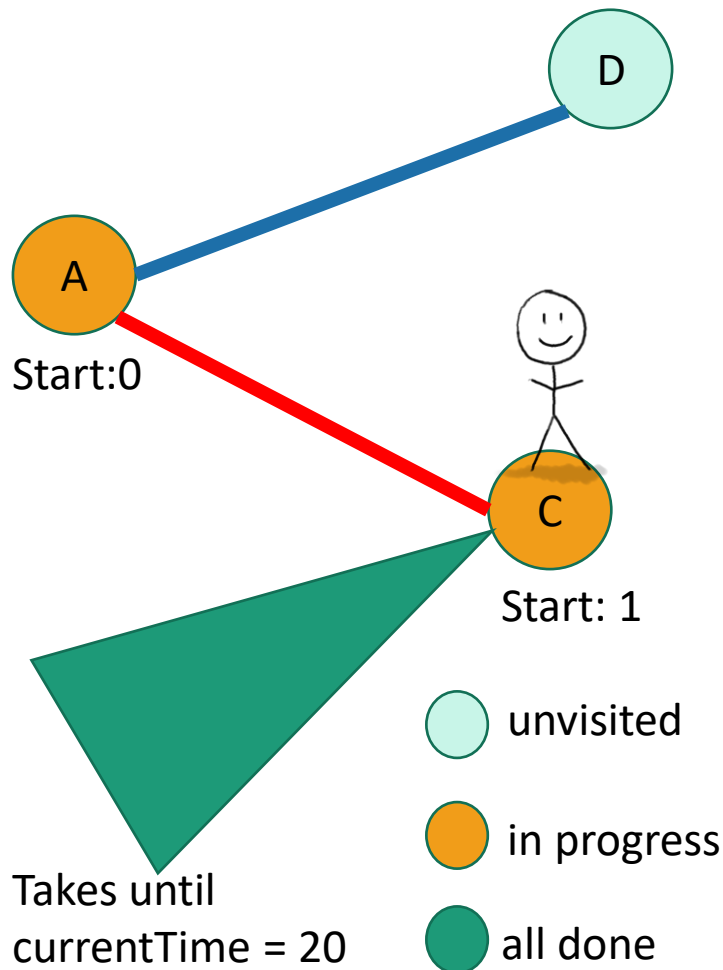 D
A
Start:0
C
Start: 1
unvisited
in progress
Takes until
currentTime = 20
all done